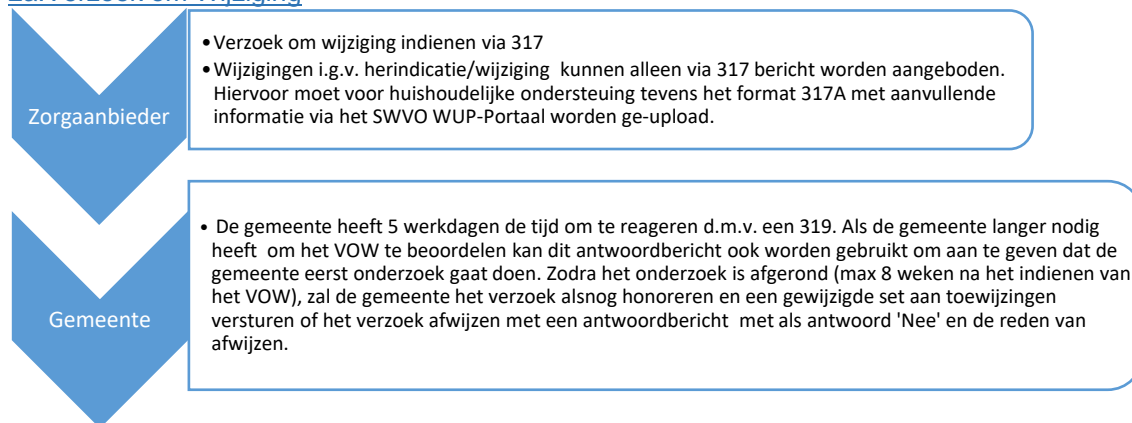 Zorgaanbieder
•Verzoek om wijziging indienen via 317
•Wijzigingen i.g.v. herindicatie/wijziging kunnen alleen via 317 bericht worden aangeboden.
Hiervoor moet voor huishoudelijke ondersteuing tevens het format 317A met aanvullende
informatie via het SWVO WUP-Portaal worden ge-upload.
Gemeente
• De gemeente heeft 5 werkdagen de tijd om te reageren d.m.v. een 319. Als de gemeente langer nodig
heeft om het VOW te beoordelen kan dit antwoordbericht ook worden gebruikt om aan te geven dat de
gemeente eerst onderzoek gaat doen. Zodra het onderzoek is afgerond (max 8 weken na het indienen van
het VOW), zal de gemeente het verzoek alsnog honoreren en een gewijzigde set aan toewijzingen
versturen of het verzoek afwijzen met een antwoordbericht met als antwoord 'Nee' en de reden van
afwijzen.